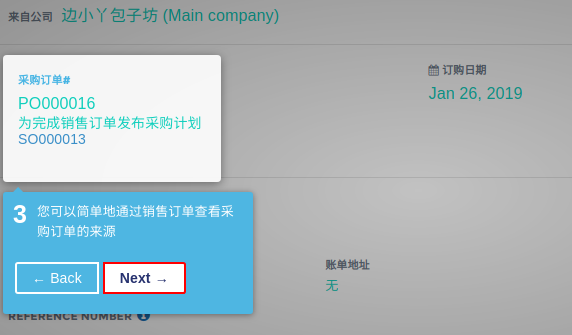 来自公司 边小丫包子坊 (Main company)
采购订单#
PO000016
为完成销售订单发布采购计划
SO000013
订购日期
Jan 26, 2019
3 您可以简单地通过销售订单查看采
购订单的来源
← Back Next →
账单地址
无
REFERENCE NUMBER